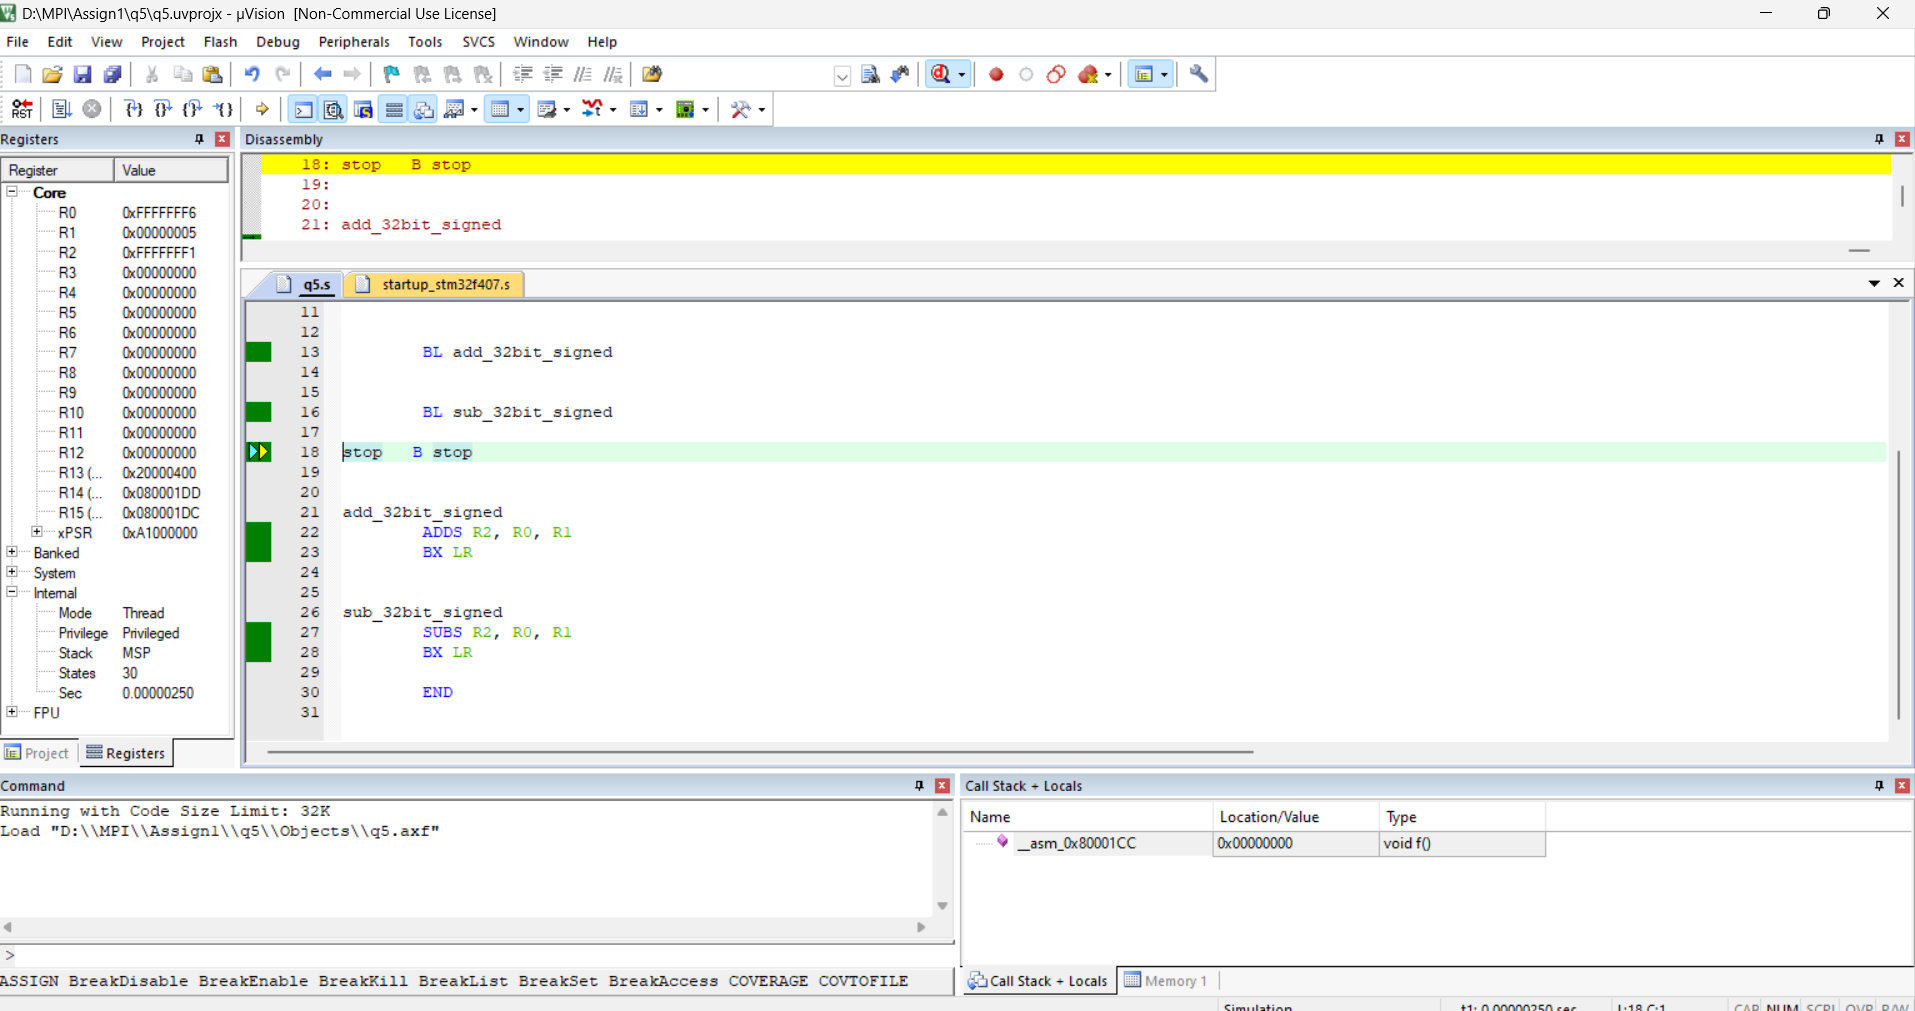 D:\MPI\Assign1\q5\q5.uvprojx - µVision  [Non-Commercial Use License]
File Edit View Project Flash Debug Peripherals Tools SVCS Window Help
RST
Registers
Register Value
Core
R0 0xFFFFFFF6
R1 0x00000005
R2 0xFFFFFFF1
R3 0x00000000
R4 0x00000000
R5 0x00000000
R6 0x00000000
R7 0x00000000
R8 0x00000000
R9 0x00000000
R10 0x00000000
R11 0x00000000
R12 0x00000000
R13 (... 0x20000400
R14 (... 0x080001DD
R15 (... 0x080001DC
xPSR 0xA1000000
Banked
System
Internal
Mode Thread
Privilege Privileged
Stack MSP
States 30
Sec 0.00000250
FPU
Project Registers
Disassembly
18: stop   B stop
19:
20:
21: add_32bit_signed
q5.s startup_stm32f407.s
11
12
13 BL add_32bit_signed
14
15
16 BL sub_32bit_signed
17
18 stop   B stop
19
20
21 add_32bit_signed
22 ADDS R2, R0, R1
23 BX LR
24
25
26 sub_32bit_signed
27 SUBS R2, R0, R1
28 BX LR
29
30 END
31
Command
Running with Code Size Limit: 32K
Load "D:\\MPI\\Assign1\\q5\\Objects\\q5.axf"
>
ASSIGN BreakDisable BreakEnable BreakKill BreakList BreakSet BreakAccess COVERAGE COVTOFILE
Call Stack + Locals
Name Location/Value Type
__asm_0x80001CC 0x00000000 void f()
Call Stack + Locals Memory 1
Simulation t1: 0.00000250 sec L:18 C:1 CAP NUM SCRL OVR R/W